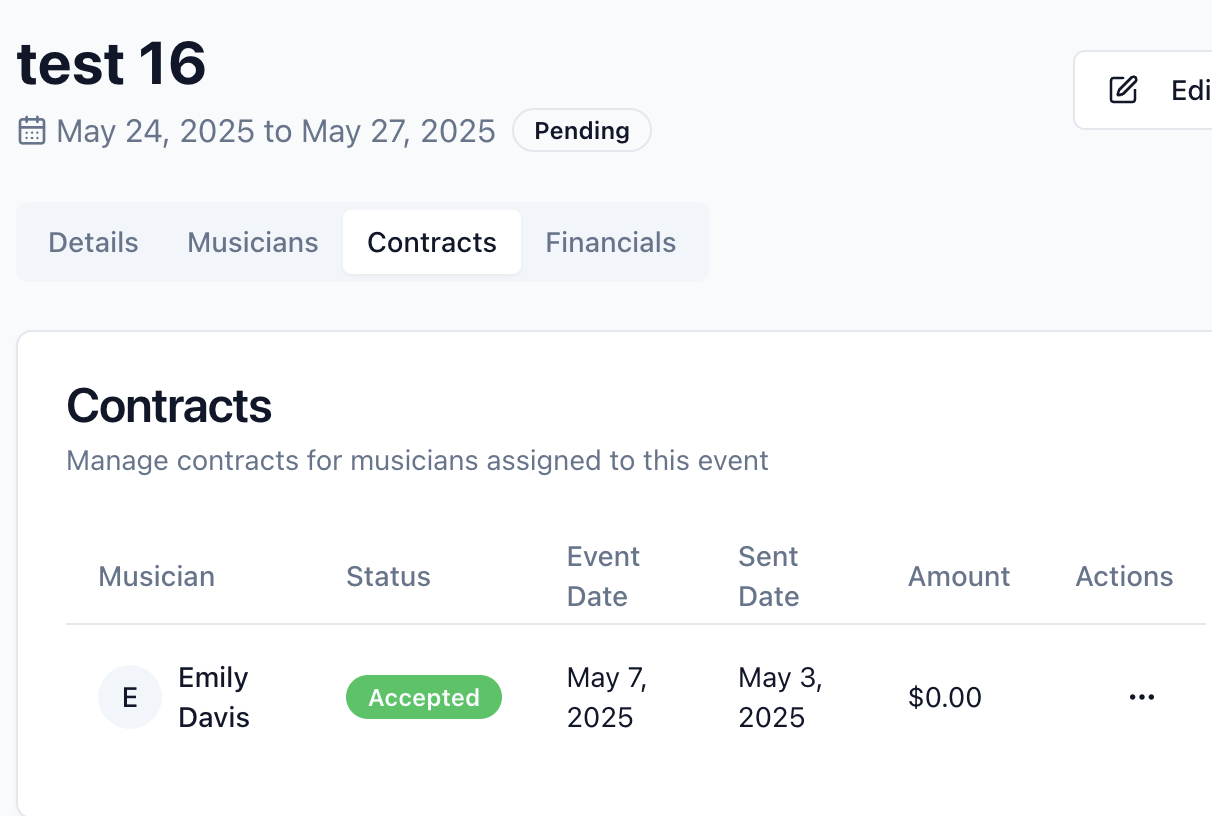 test 16
May 24, 2025 to May 27, 2025 Pending
Edi
Details Musicians Contracts Financials
Contracts
Manage contracts for musicians assigned to this event
Musician Status Event Date Sent Date Amount Actions
Emily Davis Accepted May 7, 2025 May 3, 2025 $0.00
E